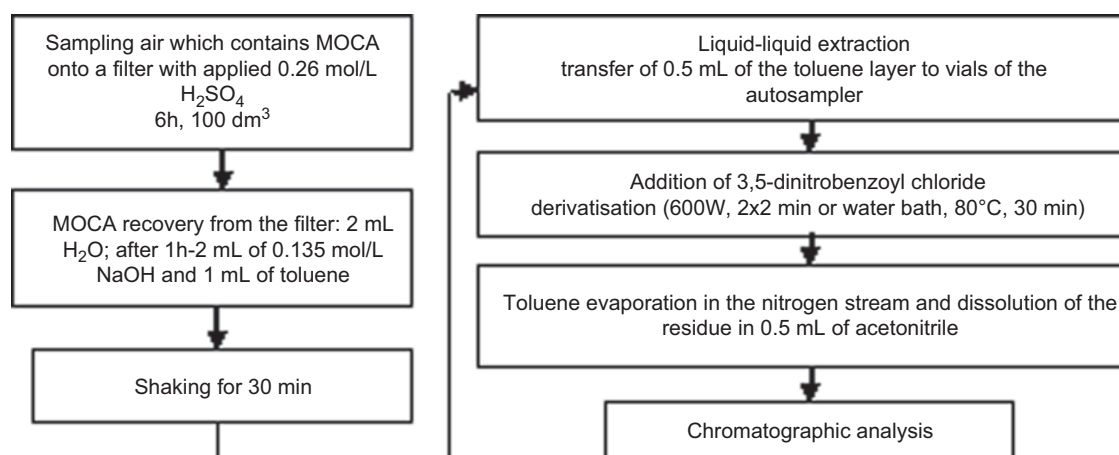 Sampling air which contains MOCA
onto a filter with applied 0.26 mol/L
H₂SO₄
6h, 100 dm³
MOCA recovery from the filter: 2 mL
H₂O; after 1h-2 mL of 0.135 mol/L
NaOH and 1 mL of toluene
Shaking for 30 min
Liquid-liquid extraction
transfer of 0.5 mL of the toluene layer to vials of the
autosampler
Addition of 3,5-dinitrobenzoyl chloride
derivatisation (600W, 2x2 min or water bath, 80°C, 30 min)
Toluene evaporation in the nitrogen stream and dissolution of the
residue in 0.5 mL of acetonitrile
Chromatographic analysis